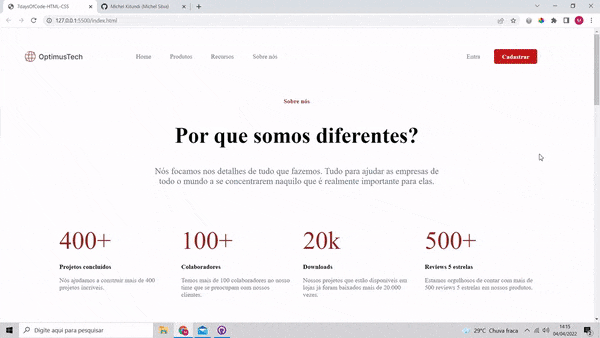 7daysOfCode-HTML-CSS
Michel Kilundi (Michel Silva)
127.0.0.1:5500/index.html
OptimusTech
Home
Produtos
Recursos
Sobre nós
Entra
Cadastrar
Sobre nós
Por que somos diferentes?
Nós focamos nos detalhes de tudo que fazemos. Tudo para ajudar as empresas de
todo o mundo a se concentrarem naquilo que é realmente importante para elas.
400+
Projetos concluídos
Nós ajudamos a construir mais de 400
projetos incríveis.
100+
Colaboradores
Temos mais de 100 colaboradores no nosso
time que se preocupam com nossos
clientes.
20k
Downloads
Nossos projetos que estão disponíveis em
lojas já foram baixados mais de 20.000
vezes.
500+
Reviews 5 estrelas
Estamos orgulhosos de contar com mais de
500 reviews 5 estrelas em nossos produtos.
Digite aqui para pesquisar
29°C Chuva fraca
14:15
04/04/2022